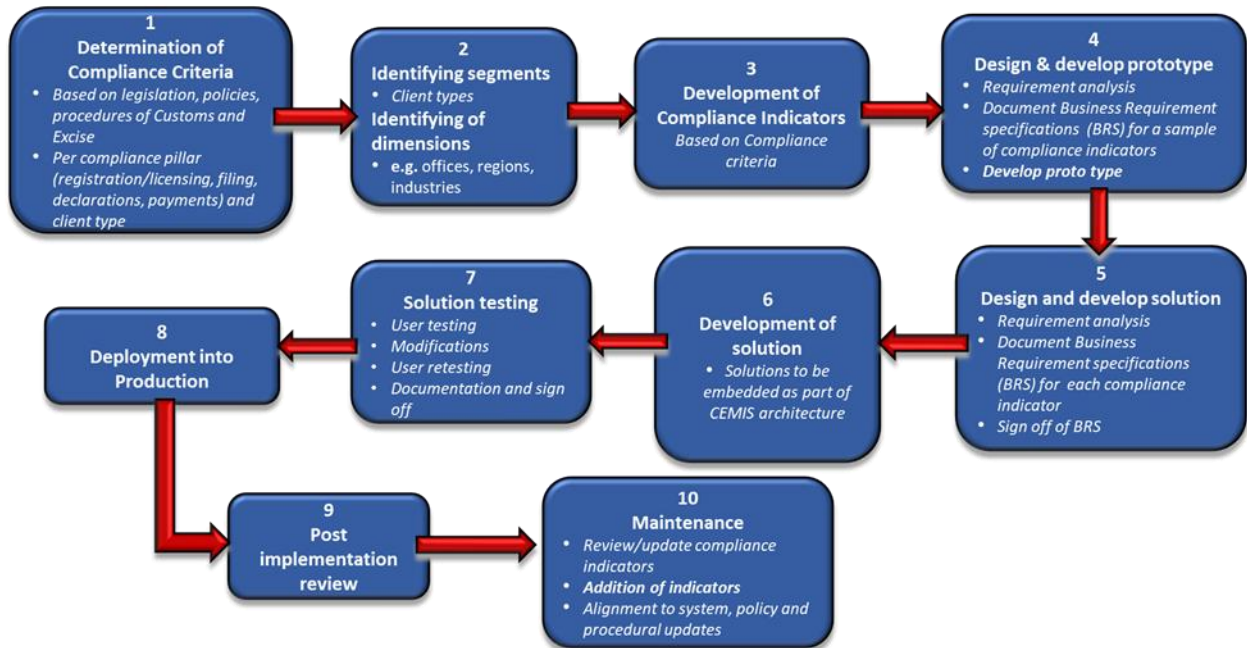 1
Determination of
Compliance Criteria
• Based on legislation, policies,
procedures of Customs and
Excise
• Per compliance pillar
(registration/licensing, filing,
declarations, payments) and
client type
2
Identifying segments
• Client types
Identifying of
dimensions
• e.g. offices, regions,
industries
3
Development of
Compliance Indicators
Based on Compliance
criteria
4
Design & develop prototype
• Requirement analysis
• Document Business Requirement
specifications (BRS) for a sample
of compliance indicators
• Develop proto type
5
Design and develop solution
• Requirement analysis
• Document Business
Requirement specifications
(BRS) for each compliance
indicator
• Sign off of BRS
6
Development of
solution
• Solutions to be
embedded as part of
CEMIS architecture
7
Solution testing
• User testing
• Modifications
• User retesting
• Documentation and sign
off
8
Deployment into
Production
9
Post
implementation
review
10
Maintenance
• Review/update compliance
indicators
• Addition of indicators
• Alignment to system, policy and
procedural updates